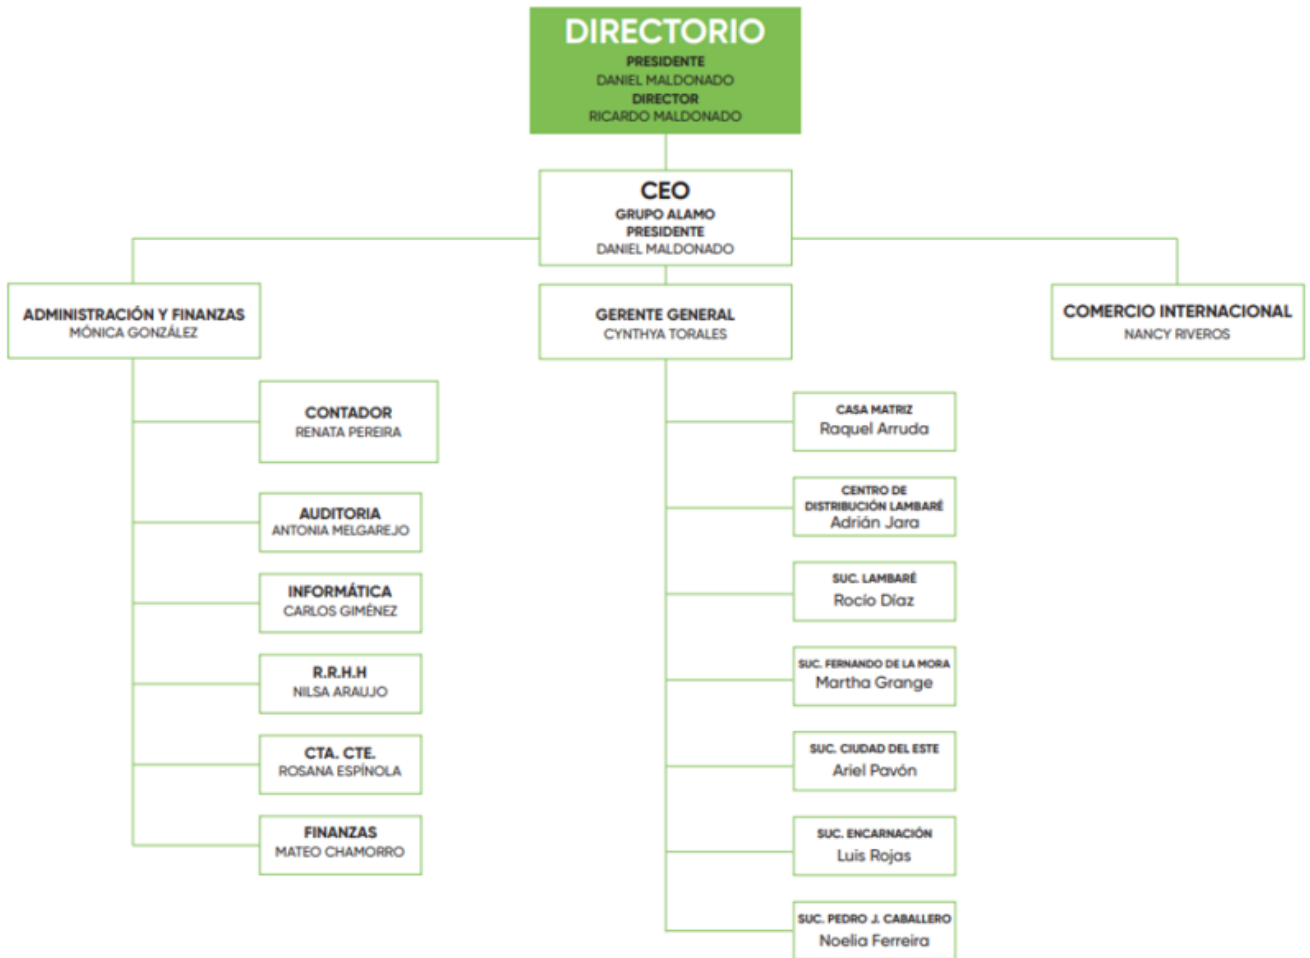 DIRECTORIO
PRESIDENTE
DANIEL MALDONADO
DIRECTOR
RICARDO MALDONADO
CEO
GRUPO ALAMO
PRESIDENTE
DANIEL MALDONADO
ADMINISTRACIÓN Y FINANZAS
MÓNICA GONZÁLEZ
GERENTE GENERAL
CYNTHYA TORALES
COMERCIO INTERNACIONAL
NANCY RIVEROS
CONTADOR
RENATA PEREIRA
AUDITORIA
ANTONIA MELGAREJO
INFORMÁTICA
CARLOS GIMÉNEZ
R.R.H.H
NILSA ARAUJO
CTA. CTE.
ROSANA ESPÍNOLA
FINANZAS
MATEO CHAMORRO
CASA MATRIZ
Raquel Arruda
CENTRO DE
DISTRIBUCIÓN LAMBARÉ
Adrián Jara
SUC. LAMBARÉ
Rocío Díaz
SUC. FERNANDO DE LA MORA
Martha Grange
SUC. CIUDAD DEL ESTE
Ariel Pavón
SUC. ENCARNACIÓN
Luis Rojas
SUC. PEDRO J. CABALLERO
Noelia Ferreira